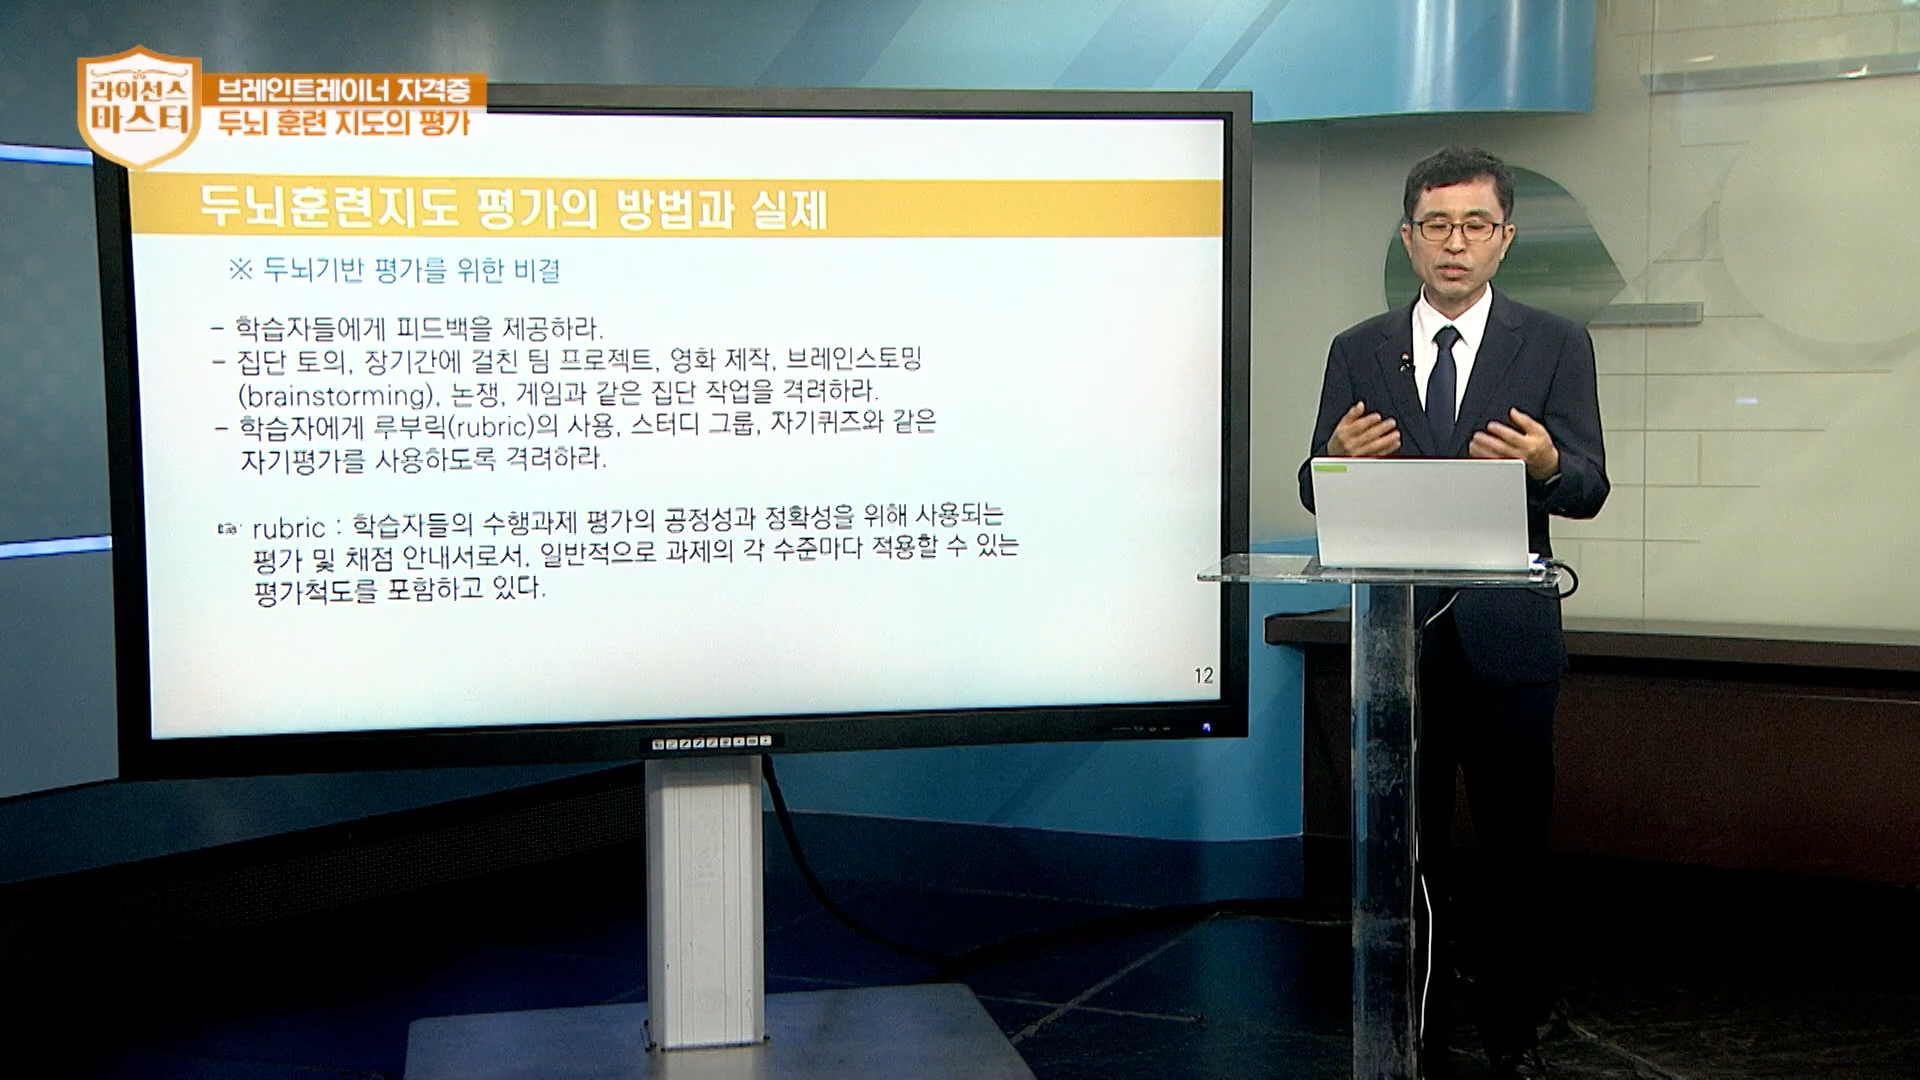 라이선스
마스터
브레인트레이너 자격증
두뇌 훈련 지도의 평가
두뇌훈련지도 평가의 방법과 실제
※ 두뇌기반 평가를 위한 비결
- 학습자들에게 피드백을 제공하라.
- 집단 토의, 장기간에 걸친 팀 프로젝트, 영화 제작, 브레인스토밍
(brainstorming), 논쟁, 게임과 같은 집단 작업을 격려하라.
- 학습자에게 루부릭(rubric)의 사용, 스터디 그룹, 자기퀴즈와 같은
자기평가를 사용하도록 격려하라.
☞ rubric : 학습자들의 수행과제 평가의 공정성과 정확성을 위해 사용되는
평가 및 채점 안내서로서, 일반적으로 과제의 각 수준마다 적용할 수 있는
평가척도를 포함하고 있다.
12